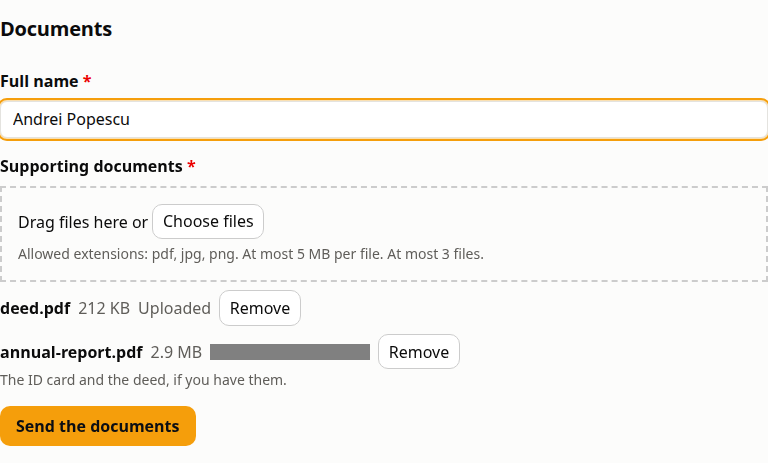 Documents
Full name *
Andrei Popescu
Supporting documents *
Drag files here or Choose files
Allowed extensions: pdf, jpg, png. At most 5 MB per file. At most 3 files.
deed.pdf 212 KB Uploaded Remove
annual-report.pdf 2.9 MB Remove
The ID card and the deed, if you have them.
Send the documents